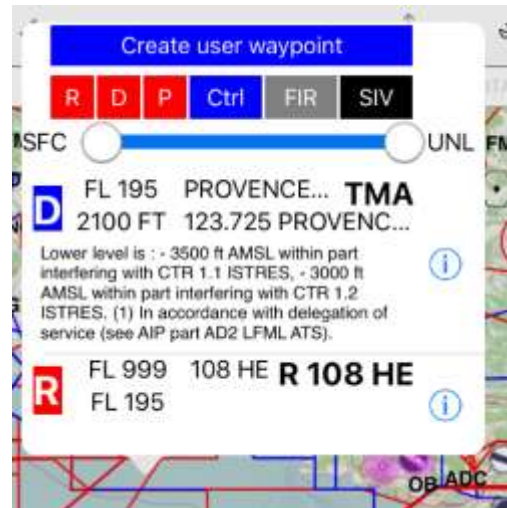 Create user waypoint
R D P Ctrl FIR SIV
SFC UNL
D FL 195 PROVENCE... TMA
2100 FT 123.725 PROVENC...
Lower level is : - 3500 ft AMSL within part
interfering with CTR 1.1 ISTRES, - 3000 ft
AMSL within part interfering with CTR 1.2
ISTRES. (1) In accordance with delegation of
service (see AIP part AD2 LFML ATS).
R FL 999 108 HE R 108 HE
FL 195
OB ADC